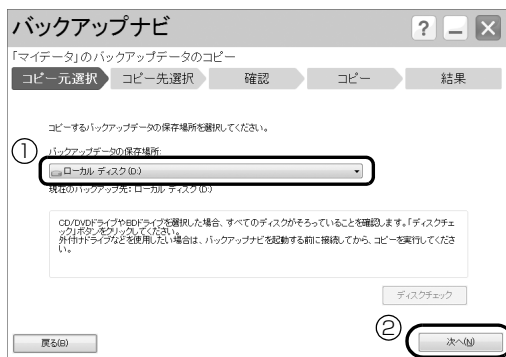 バックアップナビ
? – X
「マイデータ」のバックアップデータのコピー
コピー元選択 コピー先選択 確認 コピー 結果
コピーするバックアップデータの保存場所を選択してください。
①
バックアップデータの保存場所:
ローカル ディスク(D:)
現在のバックアップ先: ローカル ディスク(D:)
CD/DVDドライブやBDドライブを選択した場合、すべてのディスクがそろっていることを確認します。「ディスクチェ
ック」ボタンをクリックしてください。
外付けドライブなどを使用したい場合は、バックアップナビを起動する前に接続してから、コピーを実行してくださ
い。
ディスクチェック
②
戻る(B) 次へ(N)